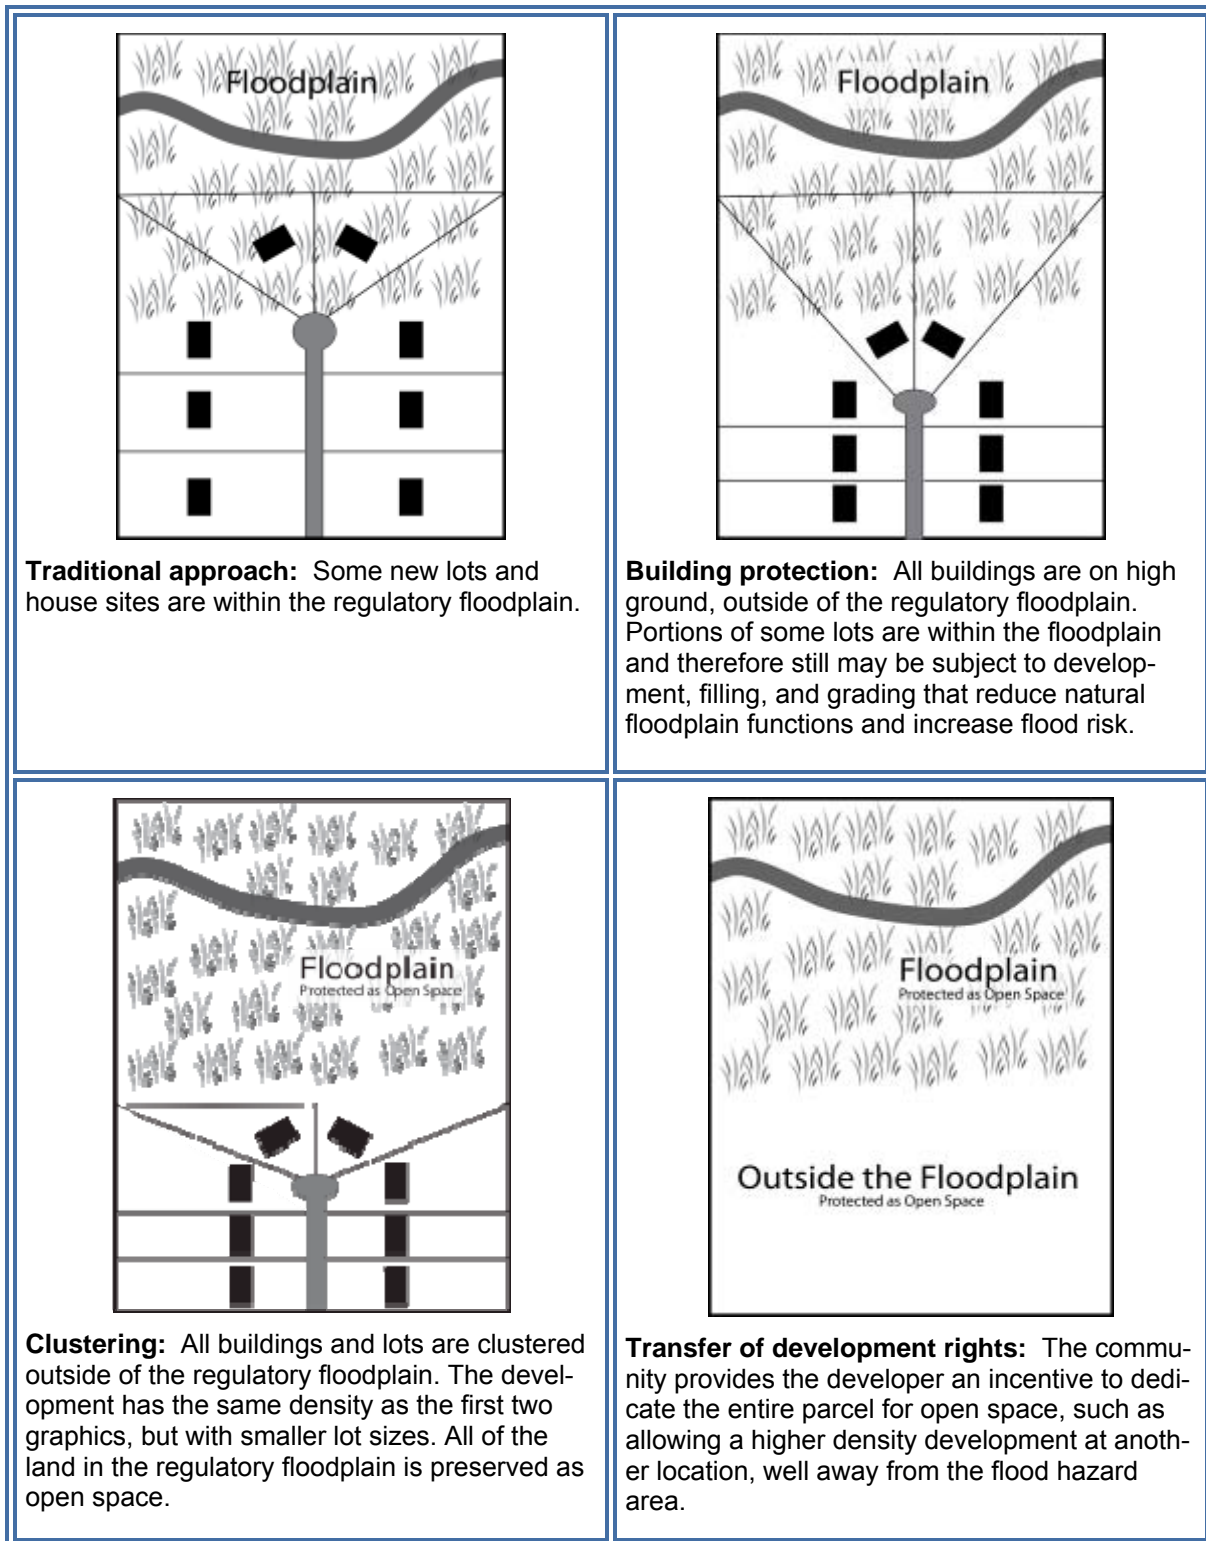 Floodplain
Traditional approach: Some new lots and
house sites are within the regulatory floodplain.
Floodplain
Building protection: All buildings are on high
ground, outside of the regulatory floodplain.
Portions of some lots are within the floodplain
and therefore still may be subject to develop-
ment, filling, and grading that reduce natural
floodplain functions and increase flood risk.
Floodplain
Protected as Open Space
Clustering: All buildings and lots are clustered
outside of the regulatory floodplain. The devel-
opment has the same density as the first two
graphics, but with smaller lot sizes. All of the
land in the regulatory floodplain is preserved as
open space.
Floodplain
Protected as Open Space
Outside the Floodplain
Protected as Open Space
Transfer of development rights: The commu-
nity provides the developer an incentive to dedi-
cate the entire parcel for open space, such as
allowing a higher density development at anoth-
er location, well away from the flood hazard
area.